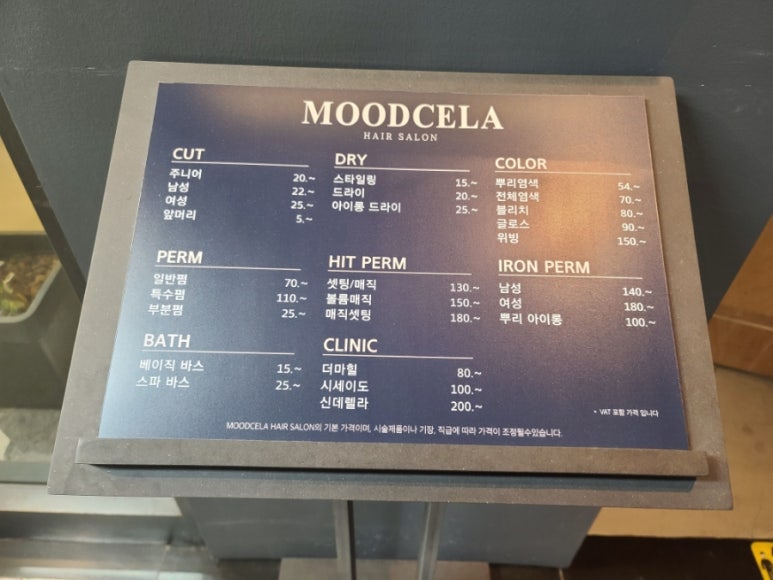 MOODCELA
HAIR SALON
CUT
주니어 20.~
남성 22.~
여성 25.~
앞머리 5.~
DRY
스타일링 15.~
드라이 20.~
아이롱 드라이 25.~
COLOR
뿌리염색 54.~
전체염색 70.~
블리치 80.~
글로스 90.~
위빙 150.~
PERM
일반펌 70.~
특수펌 110.~
부분펌 25.~
HIT PERM
셋팅/매직 130.~
볼륨매직 150.~
매직셋팅 180.~
IRON PERM
남성 140.~
여성 180.~
뿌리 아이롱 100.~
BATH
베이직 바스 15.~
스파 바스 25.~
CLINIC
더마힐 80.~
시세이도 100.~
신데렐라 200.~
* VAT 포함 가격 입니다
MOODCELA HAIR SALON의 기본 가격이며, 시술제품이나 기장, 직급에 따라 가격이 조정될수있습니다.